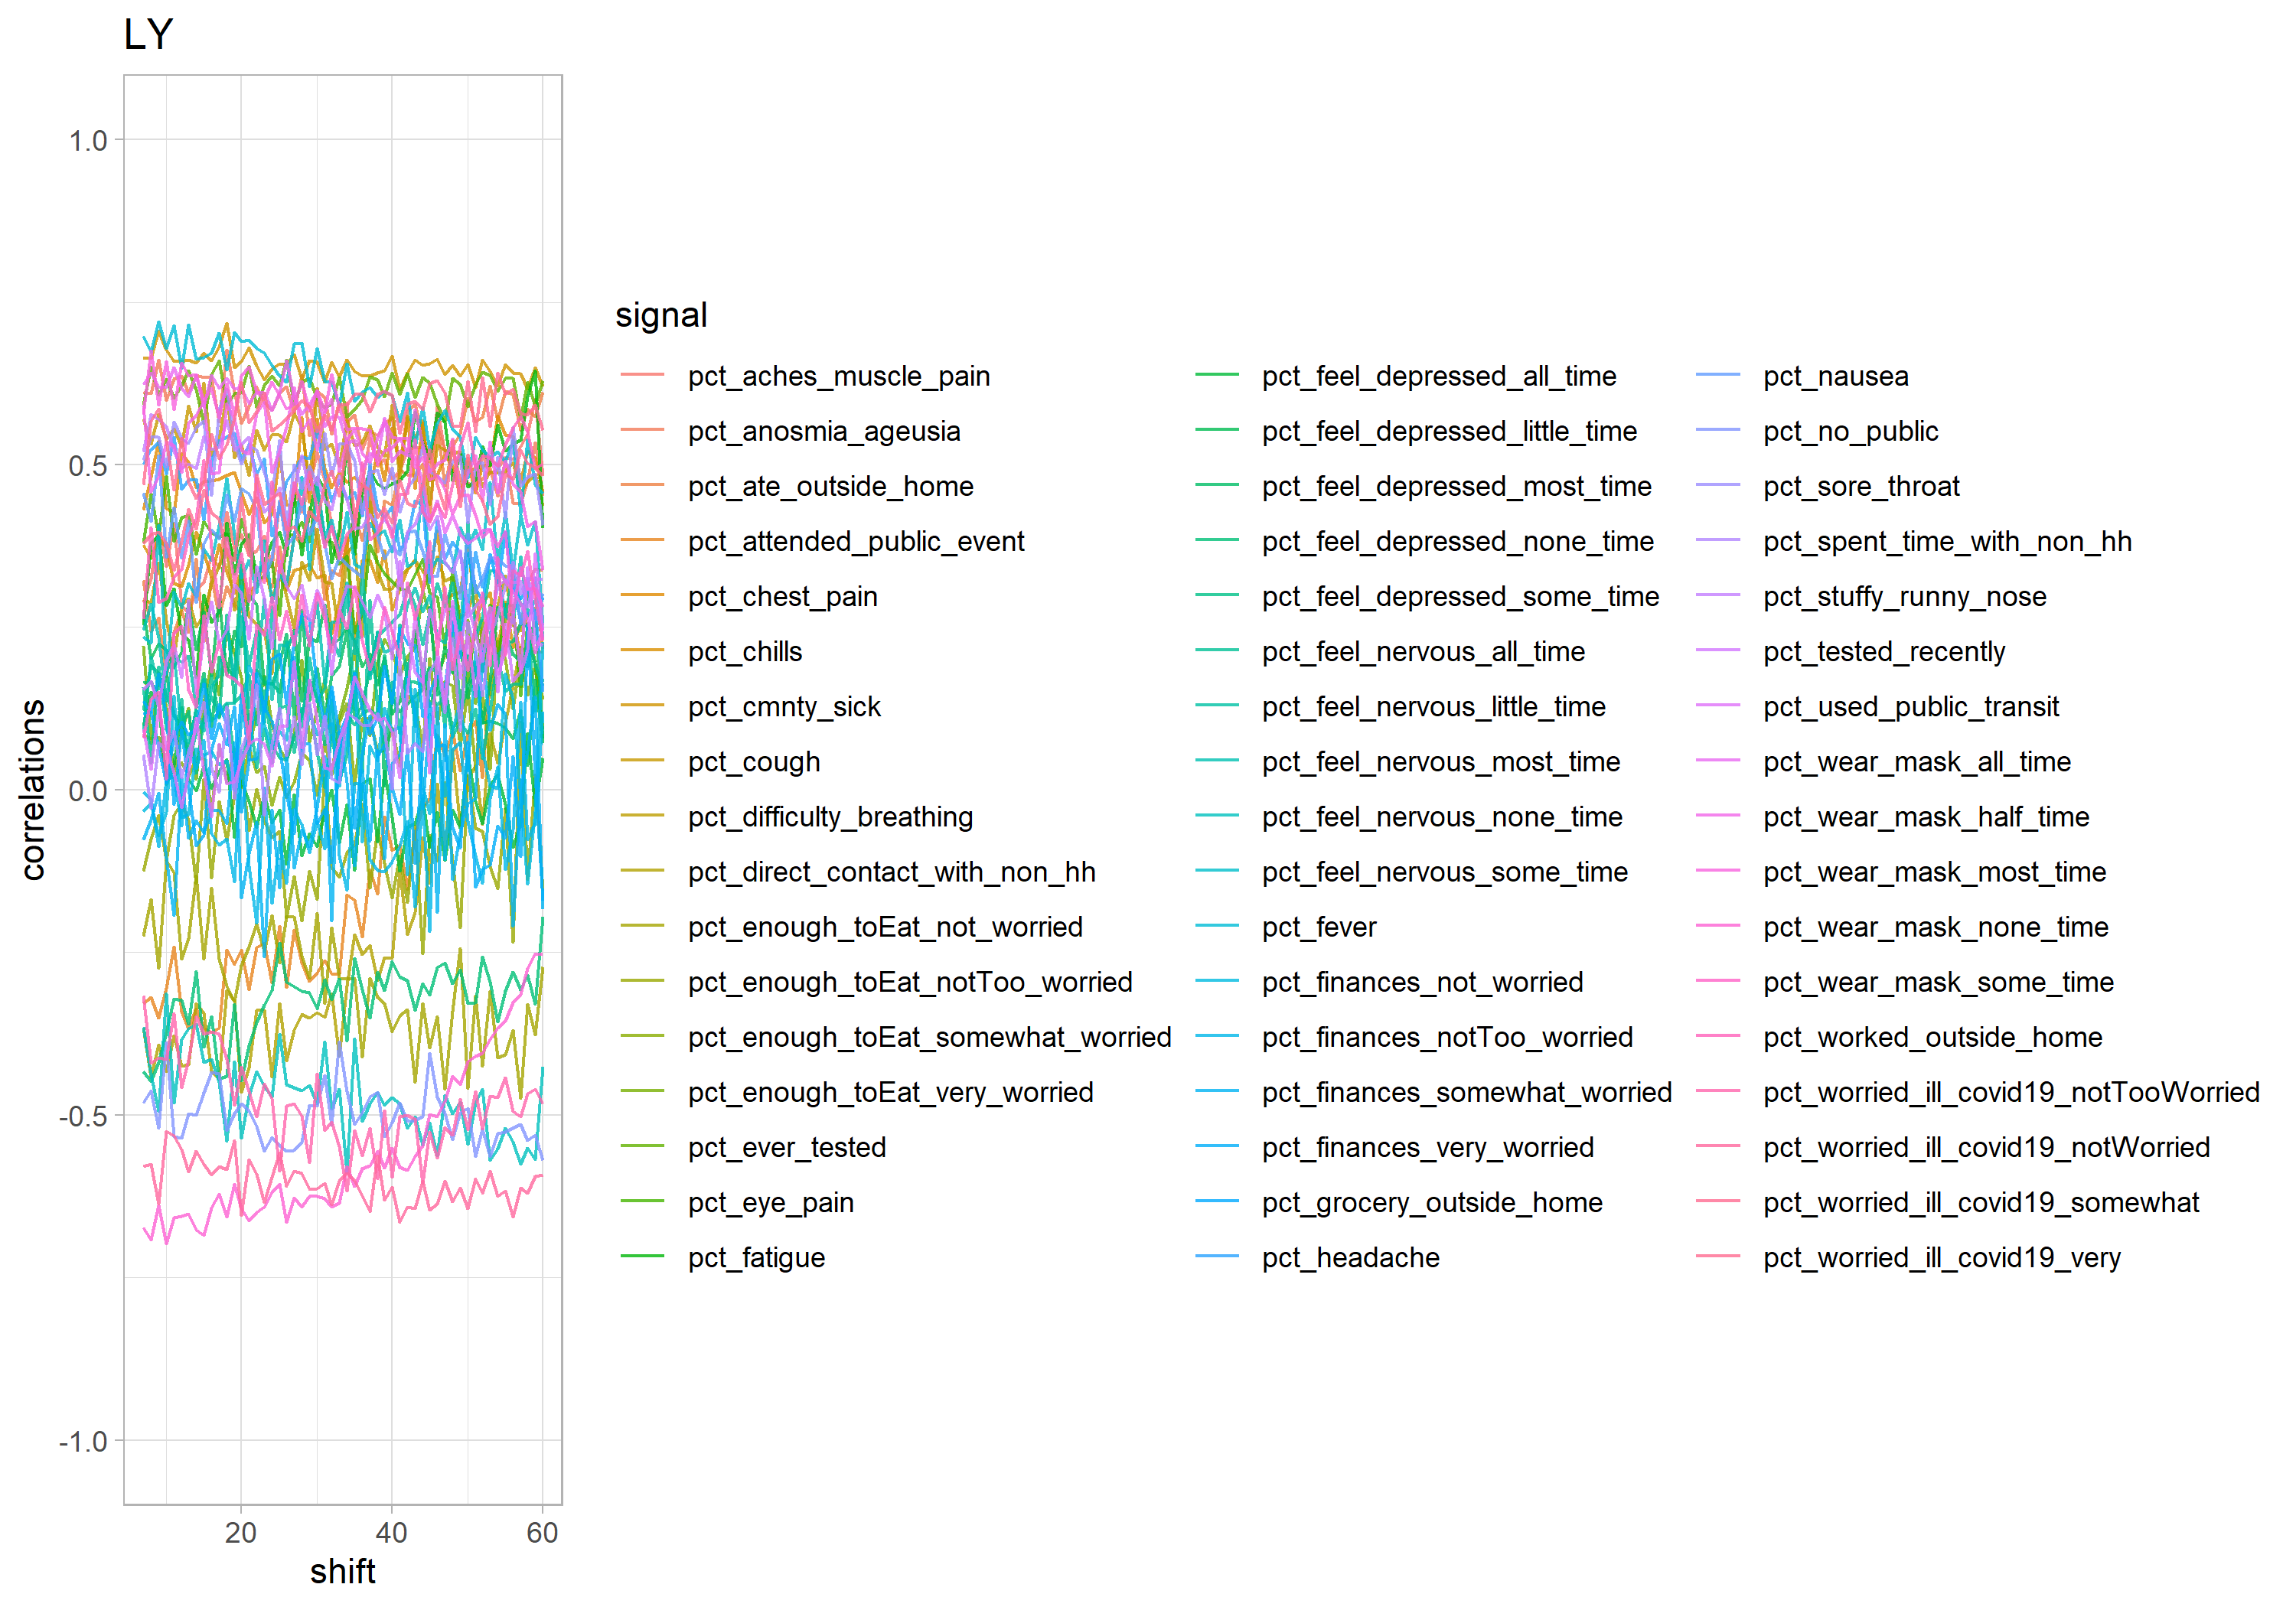 LY
1.0
0.5
0.0
-0.5
-1.0
correlations
20
40
60
shift
signal
pct_aches_muscle_pain
pct_anosmia_ageusia
pct_ate_outside_home
pct_attended_public_event
pct_chest_pain
pct_chills
pct_cmnty_sick
pct_cough
pct_difficulty_breathing
pct_direct_contact_with_non_hh
pct_enough_toEat_not_worried
pct_enough_toEat_notToo_worried
pct_enough_toEat_somewhat_worried
pct_enough_toEat_very_worried
pct_ever_tested
pct_eye_pain
pct_fatigue
pct_feel_depressed_all_time
pct_feel_depressed_little_time
pct_feel_depressed_most_time
pct_feel_depressed_none_time
pct_feel_depressed_some_time
pct_feel_nervous_all_time
pct_feel_nervous_little_time
pct_feel_nervous_most_time
pct_feel_nervous_none_time
pct_feel_nervous_some_time
pct_fever
pct_finances_not_worried
pct_finances_notToo_worried
pct_finances_somewhat_worried
pct_finances_very_worried
pct_grocery_outside_home
pct_headache
pct_nausea
pct_no_public
pct_sore_throat
pct_spent_time_with_non_hh
pct_stuffy_runny_nose
pct_tested_recently
pct_used_public_transit
pct_wear_mask_all_time
pct_wear_mask_half_time
pct_wear_mask_most_time
pct_wear_mask_none_time
pct_wear_mask_some_time
pct_worked_outside_home
pct_worried_ill_covid19_notTooWorried
pct_worried_ill_covid19_notWorried
pct_worried_ill_covid19_somewhat
pct_worried_ill_covid19_very